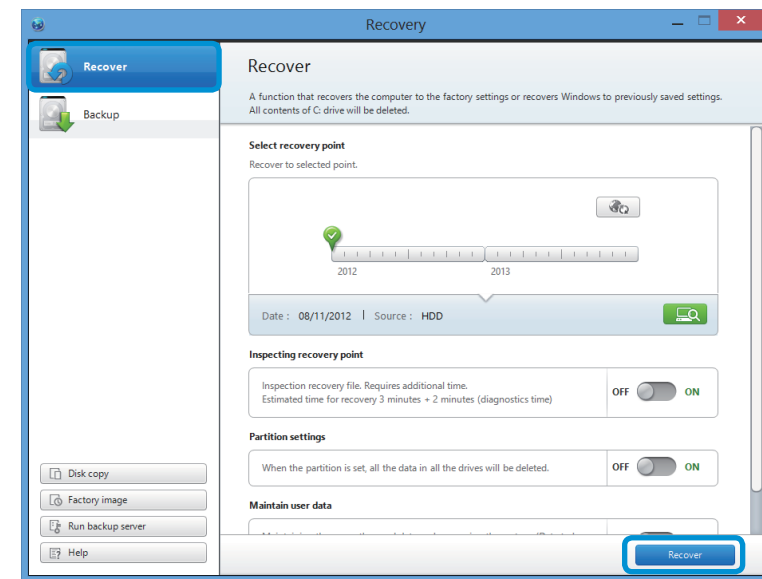 Recovery
Recover
Backup
Recover
A function that recovers the computer to the factory settings or recovers Windows to previously saved settings.
All contents of C: drive will be deleted.
Select recovery point
Recover to selected point.
2012 2013
Date : 08/11/2012 | Source : HDD
Inspecting recovery point
Inspection recovery file. Requires additional time.
Estimated time for recovery 3 minutes + 2 minutes (diagnostics time)
OFF ON
Partition settings
When the partition is set, all the data in all the drives will be deleted.
OFF ON
Maintain user data
Disk copy
Factory image
Run backup server
Help
Recover